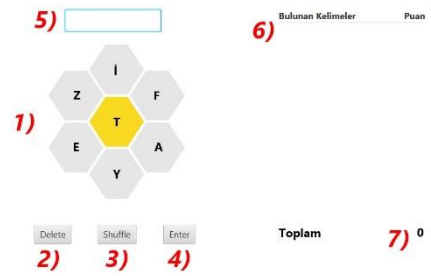 5)
Bulunan Kelimeler Puan
6)
İ
Z F
1) T
E A
Y
Delete Shuffle Enter
2) 3) 4)
Toplam 7) 0